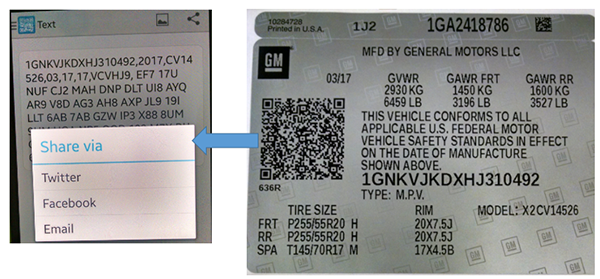 Text
1GNKVJKDXHJ310492,2017,CV14
526,03,17,17,VCVHJ9, EF7 17U
NUF CJ2 MAH DNP DLT UI8 AYQ
AR9 V8D AG3 AH8 AXP JL9 19I
LLT 6AB 7AB GZW IP3 X88 8UM
Share via
Twitter
Facebook
Email
10284728
Printed in U.S.A.
1J2
1GA2418786
GM
MFD BY GENERAL MOTORS LLC
03/17
GVWR GAWR FRT GAWR RR
2930 KG 1450 KG 1600 KG
6459 LB 3196 LB 3527 LB
THIS VEHICLE CONFORMS TO ALL
APPLICABLE U.S. FEDERAL MOTOR
VEHICLE SAFETY STANDARDS IN EFFECT
ON THE DATE OF MANUFACTURE
SHOWN ABOVE.
636R
1GNKVJKDXHJ310492
TYPE: M.P.V.
TIRE SIZE RIM MODEL: X2CV14526
FRT P255/55R20 H 20X7.5J
RR P255/55R20 H 20X7.5J
SPA T145/70R17 M 17X4.5B
GM